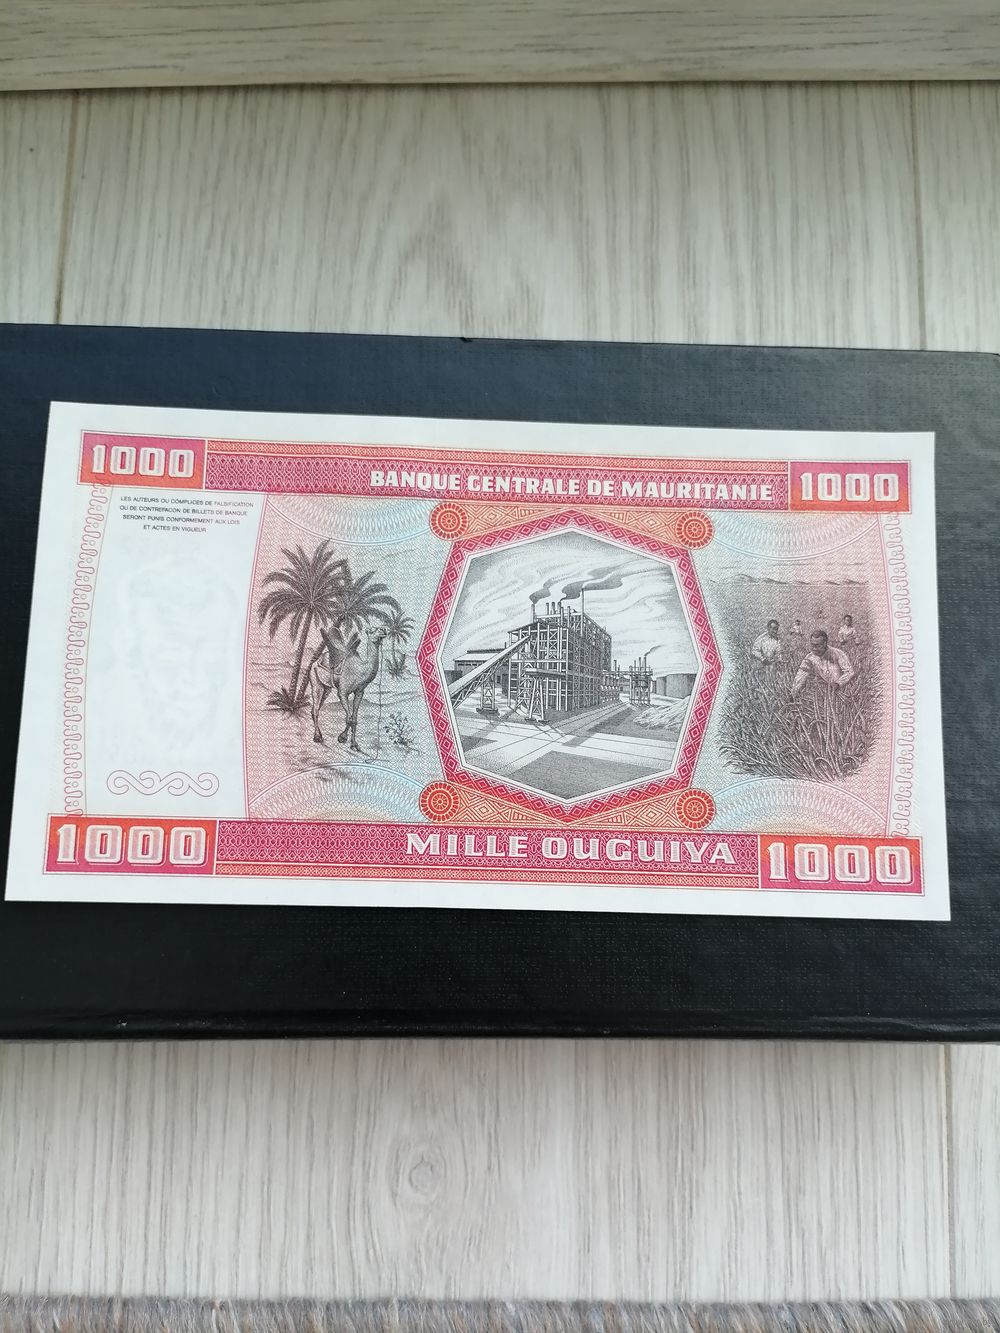 1000
BANQUE CENTRALE DE MAURITANIE
1000
LES AUTEURS OU COMPLICES DE FALSIFICATION
OU DE CONTREFACON DE BILLETS DE BANQUE
SERONT PUNIS CONFORMEMENT AUX LOIS
ET ACTES EN VIGUEUR
1000
MILLE OUGUIYA
1000